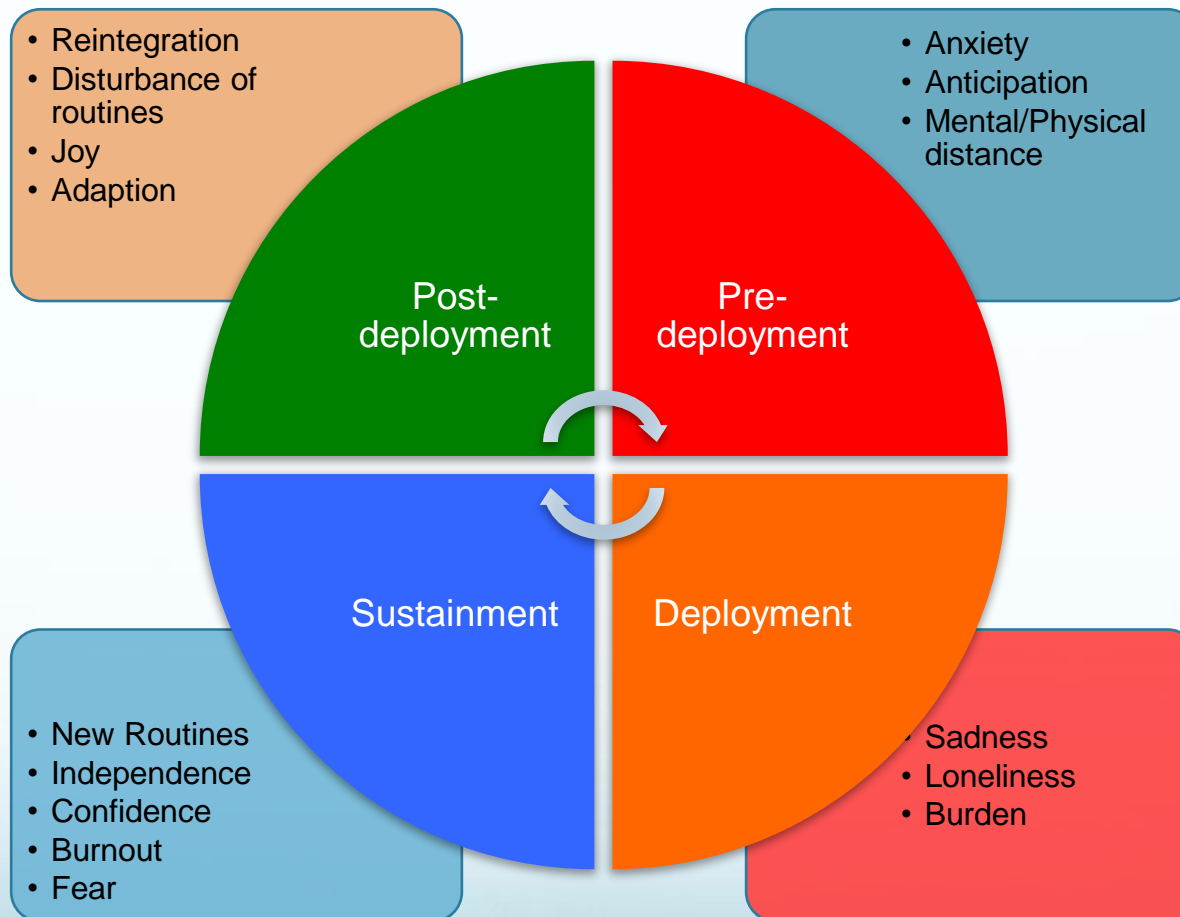 • Reintegration
• Disturbance of
routines
• Joy
• Adaption
• Anxiety
• Anticipation
• Mental/Physical
distance
Post-
deployment
Pre-
deployment
Sustainment
Deployment
• New Routines
• Independence
• Confidence
• Burnout
• Fear
• Sadness
• Loneliness
• Burden